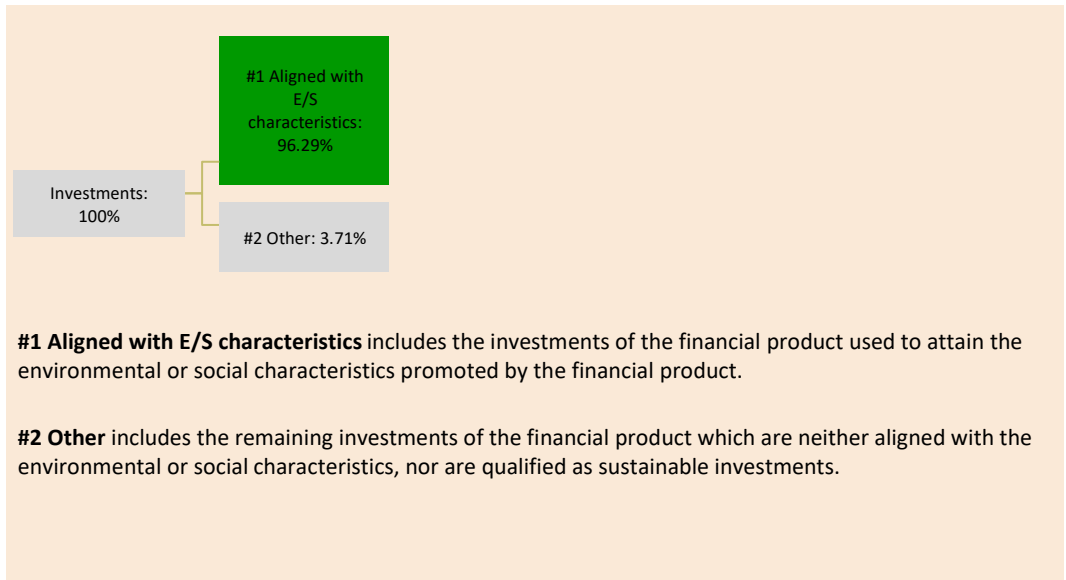 #1 Aligned with
E/S
characteristics:
96.29%
Investments:
100%
#2 Other: 3.71%
#1 Aligned with E/S characteristics includes the investments of the financial product used to attain the
environmental or social characteristics promoted by the financial product.
#2 Other includes the remaining investments of the financial product which are neither aligned with the
environmental or social characteristics, nor are qualified as sustainable investments.